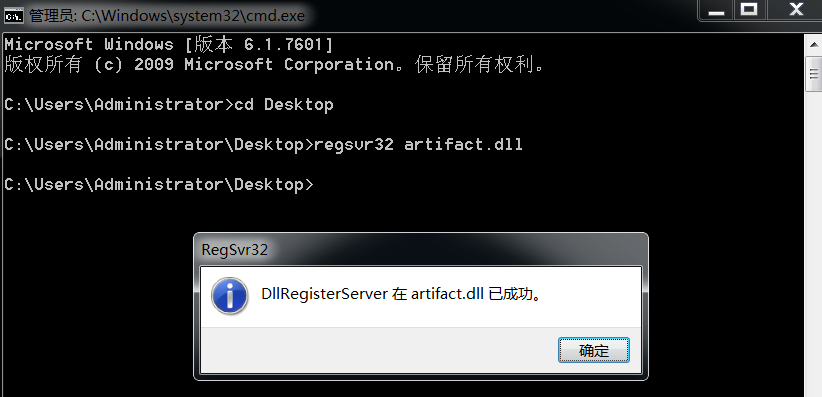 管理员: C:\Windows\system32\cmd.exe
Microsoft Windows [版本 6.1.7601]
版权所有 (c) 2009 Microsoft Corporation。保留所有权利。
C:\Users\Administrator>cd Desktop
C:\Users\Administrator\Desktop>regsvr32 artifact.dll
C:\Users\Administrator\Desktop>
RegSvr32
DllRegisterServer 在 artifact.dll 已成功。
确定